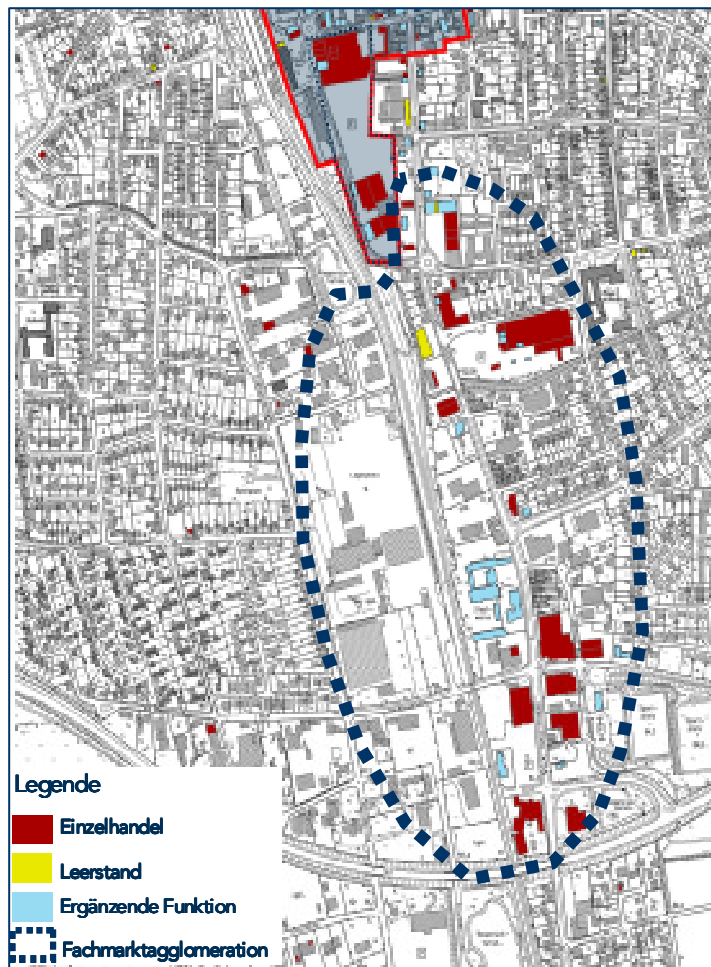 Legende
Einzelhandel
Leerstand
Ergänzende Funktion
Fachmarktagglomeration